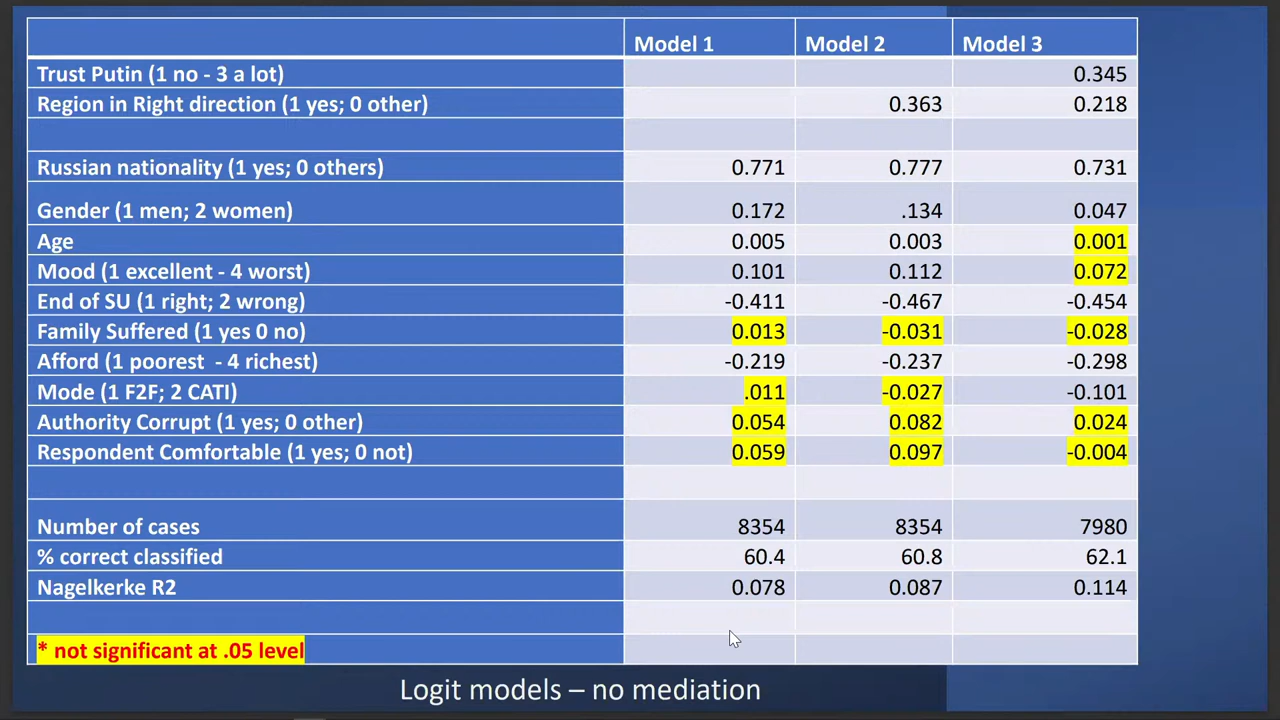 Model 1 Model 2 Model 3
Trust Putin (1 no - 3 a lot) 0.345
Region in Right direction (1 yes; 0 other) 0.363 0.218
Russian nationality (1 yes; 0 others) 0.771 0.777 0.731
Gender (1 men; 2 women) 0.172 .134 0.047
Age 0.005 0.003 0.001
Mood (1 excellent - 4 worst) 0.101 0.112 0.072
End of SU (1 right; 2 wrong) -0.411 -0.467 -0.454
Family Suffered (1 yes 0 no) 0.013 -0.031 -0.028
Afford (1 poorest - 4 richest) -0.219 -0.237 -0.298
Mode (1 F2F; 2 CATI) .011 -0.027 -0.101
Authority Corrupt (1 yes; 0 other) 0.054 0.082 0.024
Respondent Comfortable (1 yes; 0 not) 0.059 0.097 -0.004
Number of cases 8354 8354 7980
% correct classified 60.4 60.8 62.1
Nagelkerke R2 0.078 0.087 0.114
* not significant at .05 level
Logit models – no mediation